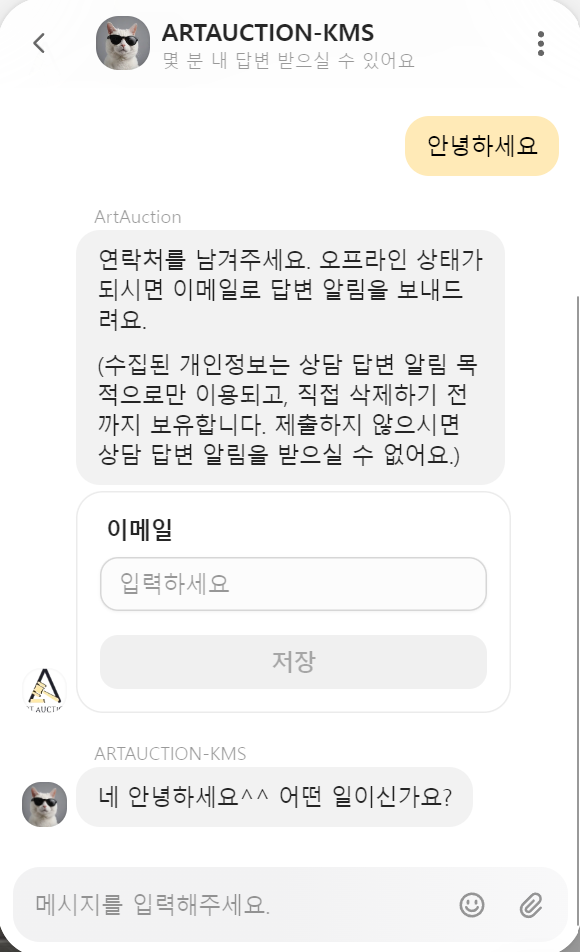 ARTAUCTION-KMS
몇 분 내 답변 받으실 수 있어요
안녕하세요
ArtAuction
연락처를 남겨주세요. 오프라인 상태가
되시면 이메일로 답변 알림을 보내드
려요.
(수집된 개인정보는 상담 답변 알림 목
적으로만 이용되고, 직접 삭제하기 전
까지 보유합니다. 제출하지 않으시면
상담 답변 알림을 받으실 수 없어요.)
이메일
입력하세요
저장
ARTAUCTION-KMS
네 안녕하세요^^ 어떤 일이신가요?
메시지를 입력해주세요.